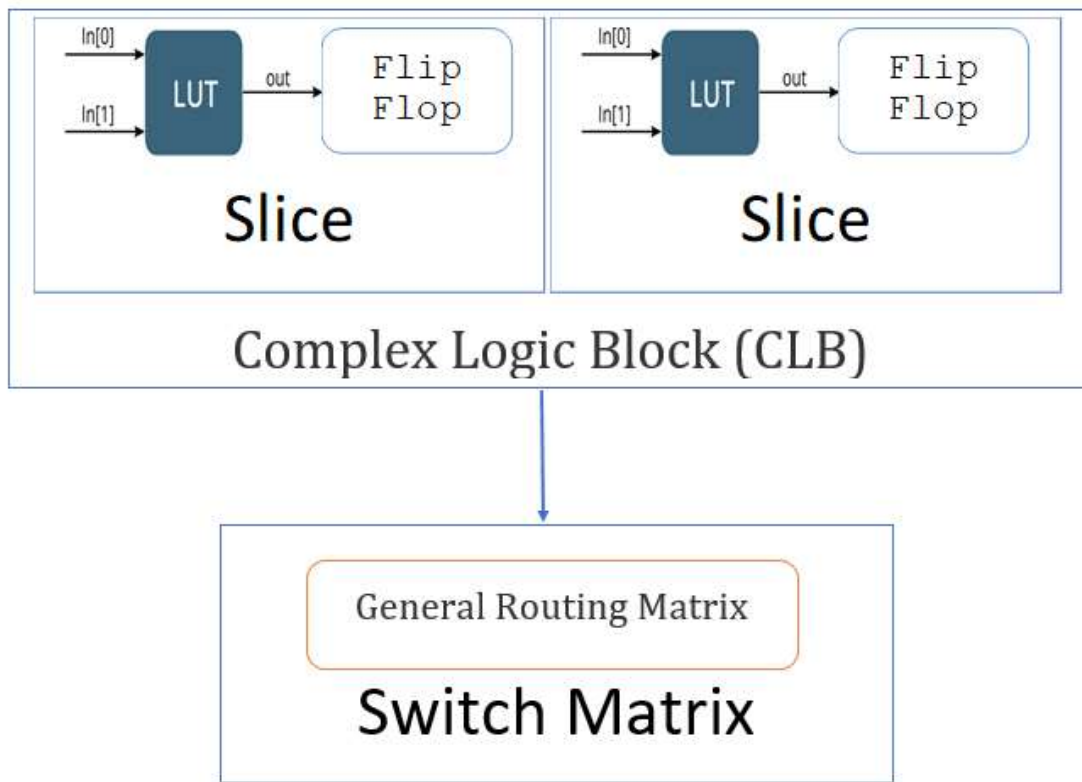 In[0]
LUT
out
In[1]
Flip
Flop
Slice
In[0]
LUT
out
In[1]
Flip
Flop
Slice
Complex Logic Block (CLB)
General Routing Matrix
Switch Matrix